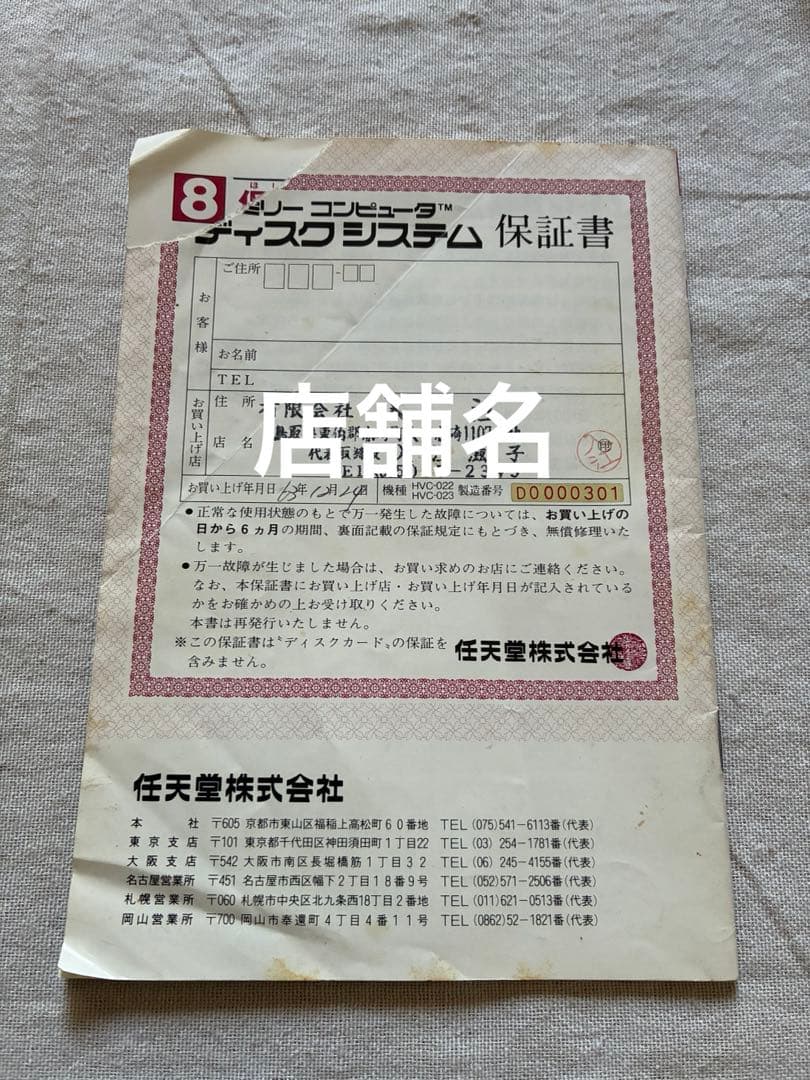 8 保
ほし
ミリー コンピュータ™
ディスクシステム 保証書
お客様
ご住所
お名前
TEL
お買い上げ店
住所
店名
有限会社
店舗名
お買い上げ年月日 63年12月24日 機種 HVC-022 HVC-023 製造番号 D0000301
●正常な使用状態のもとで万一発生した故障については、お買い上げの
日から6ヵ月の期間、裏面記載の保証規定にもとづき、無償修理いた
します。
●万一故障が生じました場合は、お買い求めのお店にご連絡ください。
なお、本保証書にお買い上げ店・お買い上げ年月日が記入されている
かをお確かめの上お受け取りください。
本書は再発行いたしません。
※この保証書は〝ディスクカード〟の保証を
含みません。
任天堂株式会社
任天堂株式会社
本社 〒605 京都市東山区福稲上高松町60番地 TEL (075)541-6113番(代表)
東京支店 〒101 東京都千代田区神田須田町1丁目22 TEL (03) 254-1781番(代表)
大阪支店 〒542 大阪市南区長堀橋筋1丁目32 TEL (06) 245-4155番(代表)
名古屋営業所 〒451 名古屋市西区幅下2丁目18番9号 TEL (052)571-2506番(代表)
札幌営業所 〒060 札幌市中央区北九条西18丁目2番地 TEL (011)621-0513番(代表)
岡山営業所 〒700 岡山市奉還町4丁目4番11号 TEL (0862)52-1821番(代表)